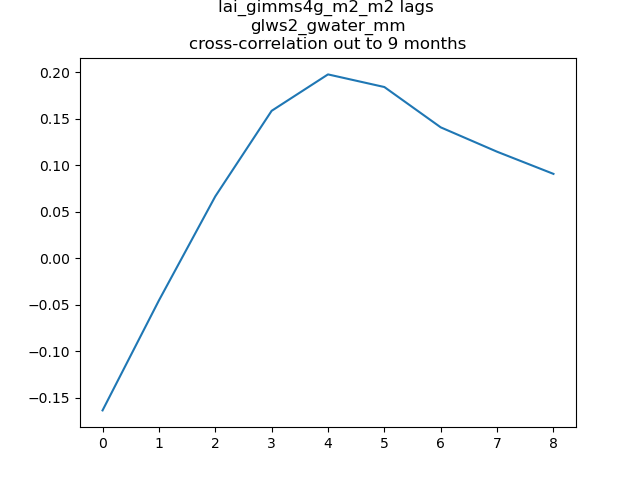 lai_gimms4g_m2_m2 lags
glws2_gwater_mm
cross-correlation out to 9 months
0.20
0.15
0.10
0.05
0.00
−0.05
−0.10
−0.15
0 1 2 3 4 5 6 7 8